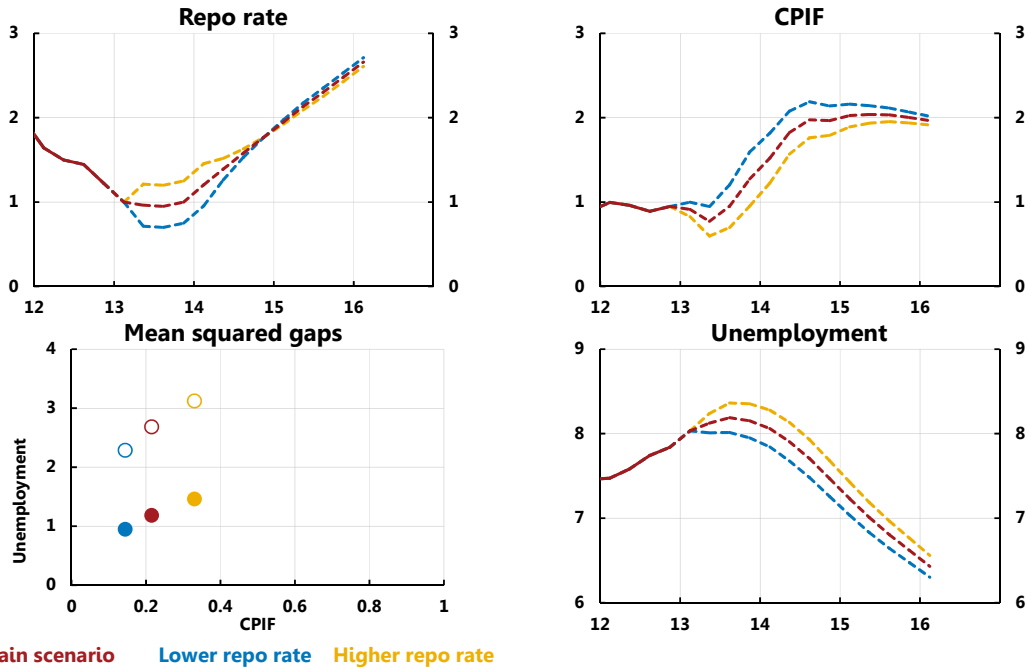 Repo rate
CPIF
3 3 3 3
2 2 2 2
1 1 1 1
0 0 0 0
12 13 14 15 16
12 13 14 15 16
Mean squared gaps
Unemployment
4
3
2
1
0
Unemployment
0 0.2 0.4 0.6 0.8 1
CPIF
9 9
8 8
7 7
6 6
12 13 14 15 16
ain scenario Lower repo rate Higher repo rate